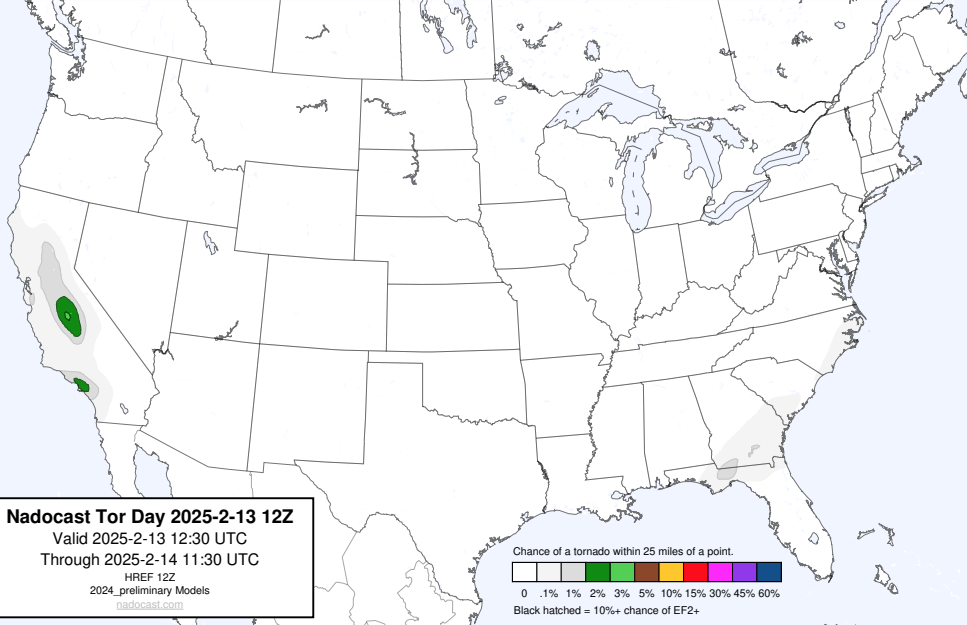 Nadocast Tor Day 2025-2-13 12Z
Valid 2025-2-13 12:30 UTC
Through 2025-2-14 11:30 UTC
HREF 12Z
2024_preliminary Models
nadocast.com
Chance of a tornado within 25 miles of a point.
0 .1% 1% 2% 3% 5% 10% 15% 30% 45% 60%
Black hatched = 10%+ chance of EF2+